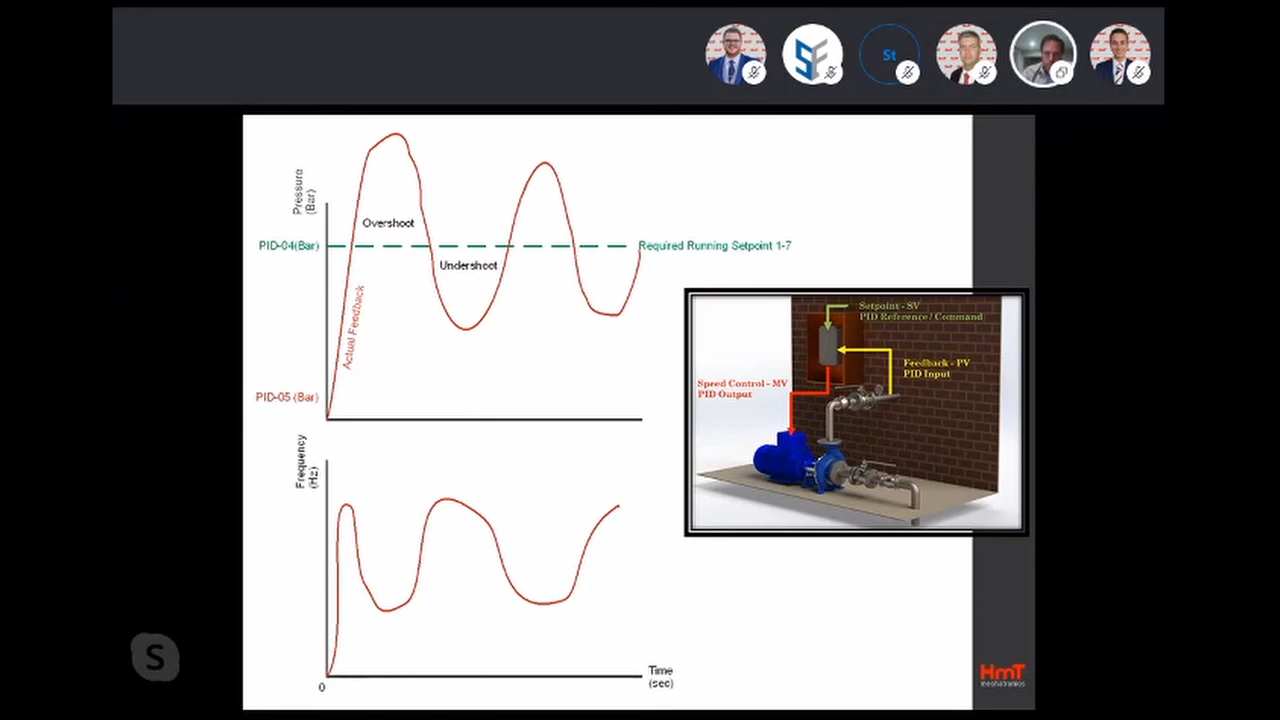 SF
St
Pressure
(Bar)
Overshoot
PID-04(Bar)
Required Running Setpoint 1-7
Undershoot
Actual Feedback
PID-05 (Bar)
Setpoint - SV
PID Reference / Command
Feedback - PV
PID Input
Speed Control - MV
PID Output
Frequency
(Hz)
Time
(sec)
0
S
HmT
mechatronics